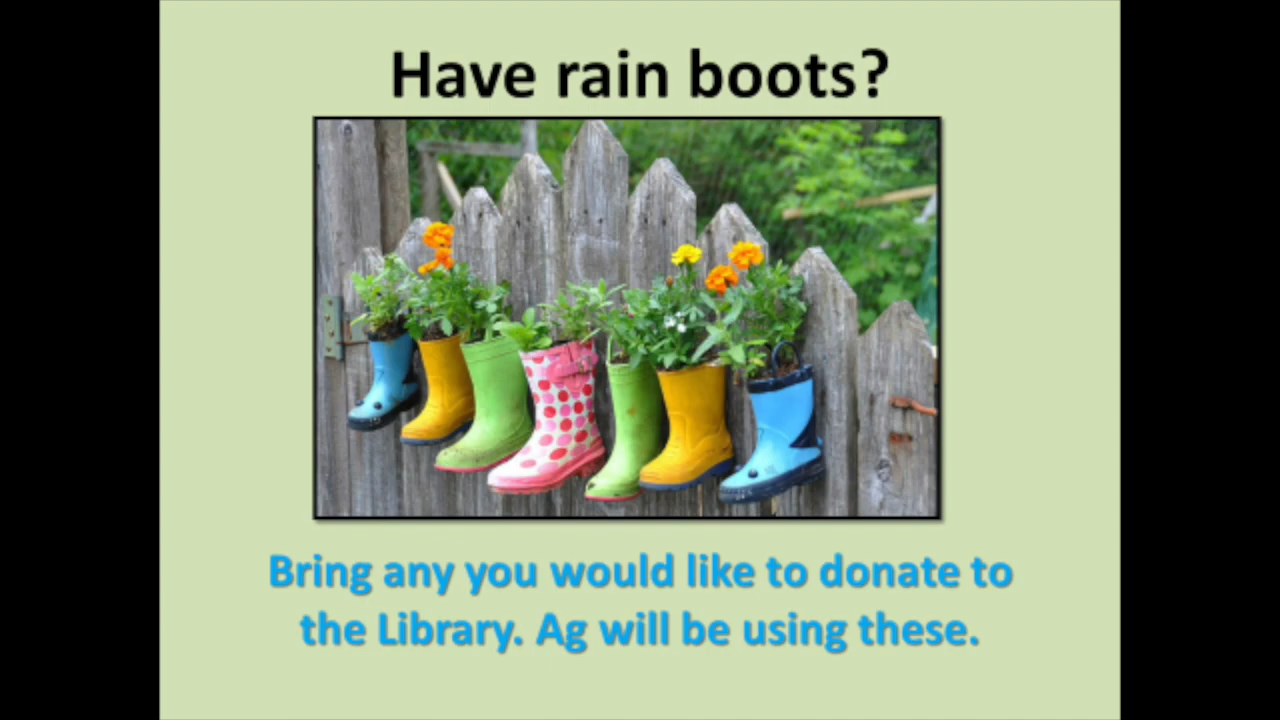 Have rain boots?
Bring any you would like to donate to
the Library. Ag will be using these.